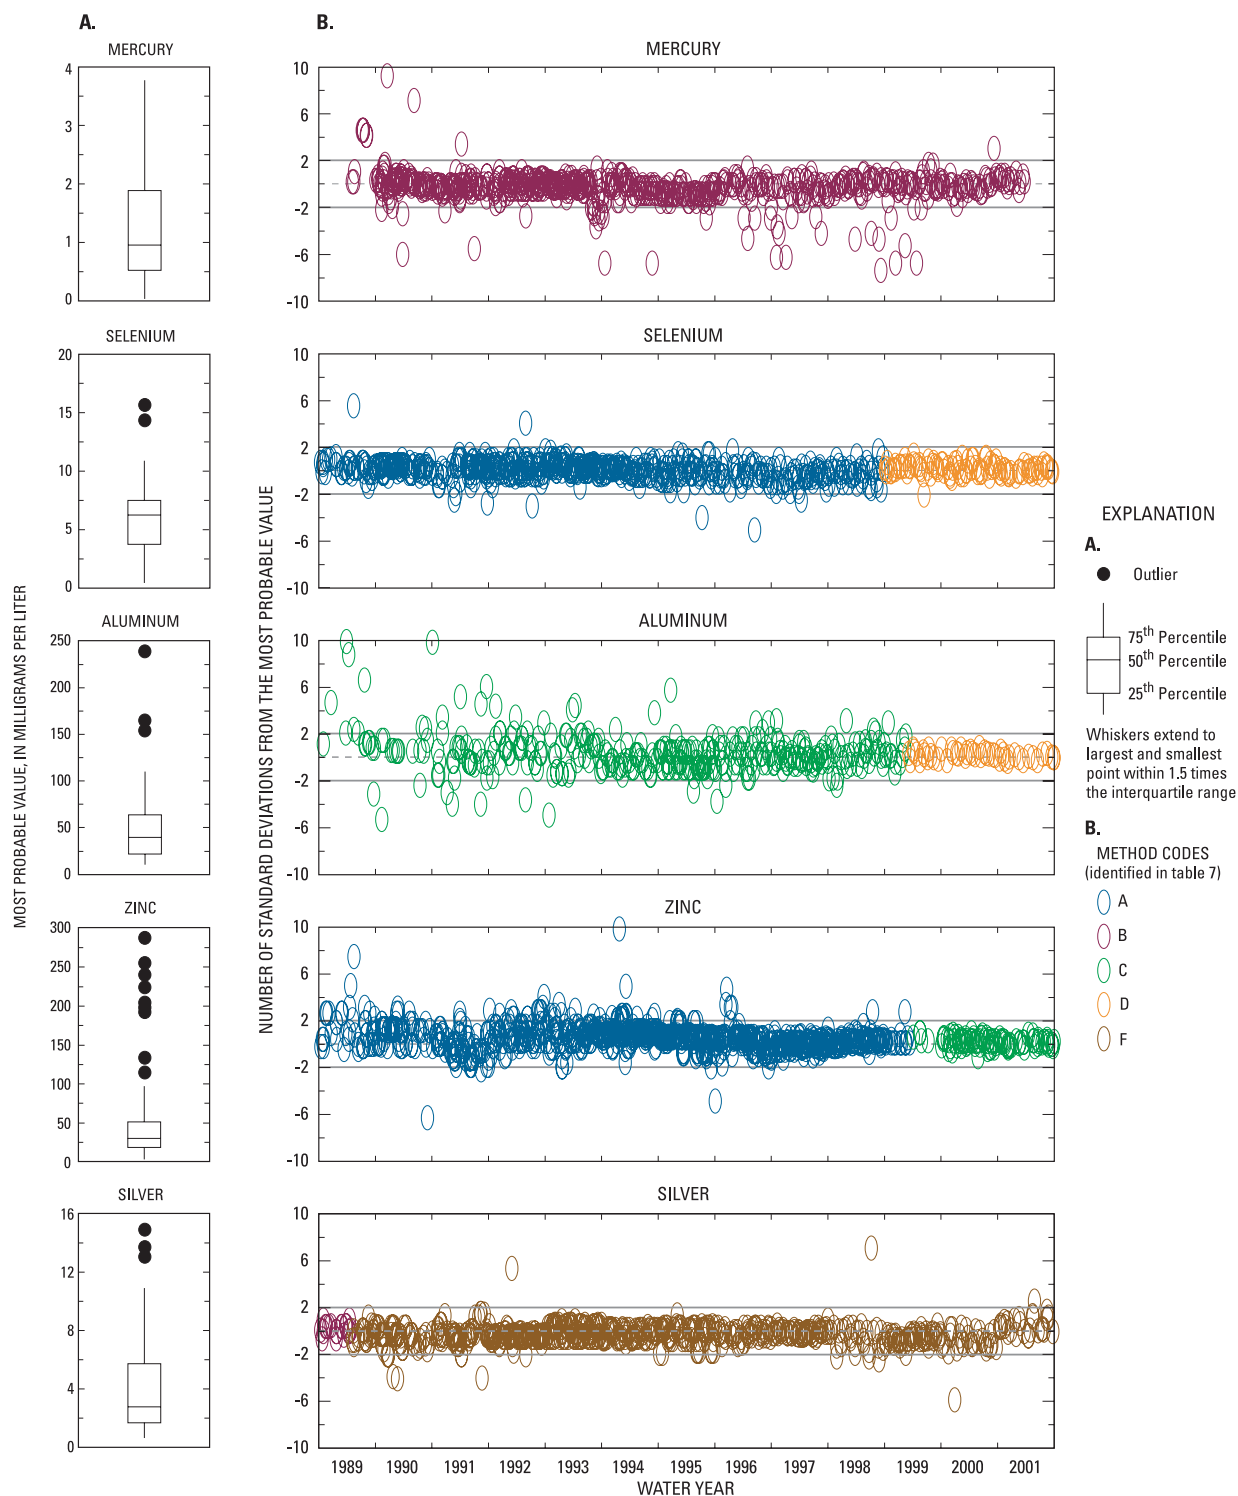 A.
B.
MERCURY
MERCURY
4
3
2
1
0
10
6
2
-2
-6
-10
SELENIUM
SELENIUM
20
15
10
5
0
10
6
2
-2
-6
-10
ALUMINUM
ALUMINUM
250
200
150
100
50
0
10
6
2
-2
-6
-10
ZINC
ZINC
300
250
200
150
100
50
0
10
6
2
-2
-6
-10
SILVER
SILVER
16
12
8
4
0
10
6
2
-2
-6
-10
1989 1990 1991 1992 1993 1994 1995 1996 1997 1998 1999 2000 2001
WATER YEAR
MOST PROBABLE VALUE, IN MILLIGRAMS PER LITER
NUMBER OF STANDARD DEVIATIONS FROM THE MOST PROBABLE VALUE
EXPLANATION
A.
Outlier
75th Percentile
50th Percentile
25th Percentile
Whiskers extend to
largest and smallest
point within 1.5 times
the interquartile range
B.
METHOD CODES
(identified in table 7)
A
B
C
D
F